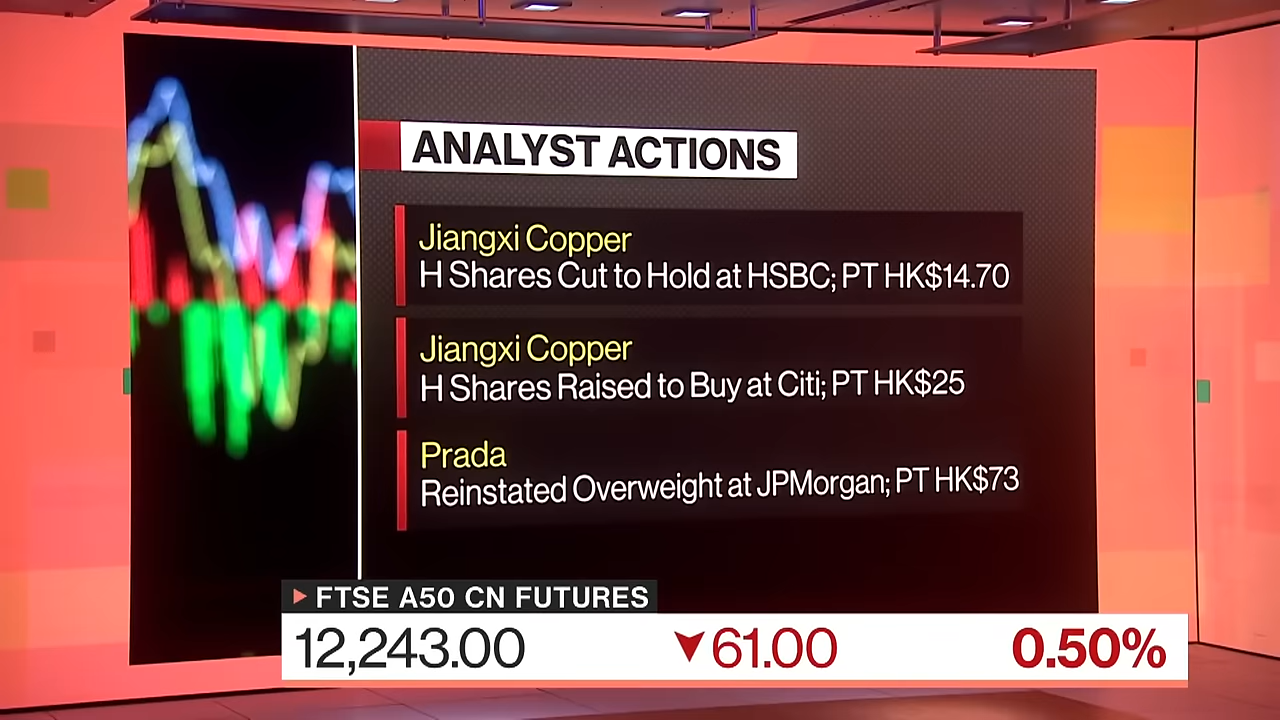 ANALYST ACTIONS
Jiangxi Copper
H Shares Cut to Hold at HSBC; PT HK$14.70
Jiangxi Copper
H Shares Raised to Buy at Citi; PT HK$25
Prada
Reinstated Overweight at JPMorgan; PT HK$73
FTSE A50 CN FUTURES
12,243.00 ▼61.00 0.50%